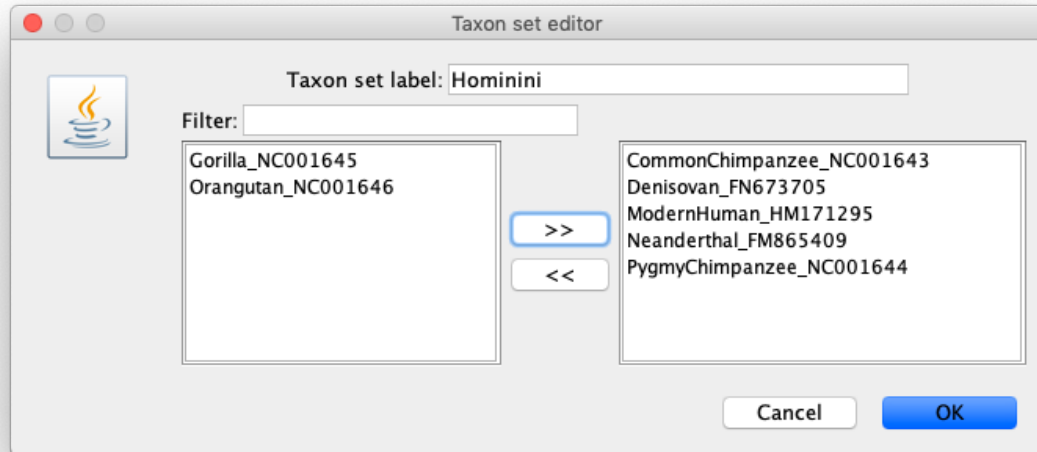 Taxon set editor
Taxon set label: Hominini
Filter:
Gorilla_NC001645
Orangutan_NC001646
>>
<<
CommonChimpanzee_NC001643
Denisovan_FN673705
ModernHuman_HM171295
Neanderthal_FM865409
PygmyChimpanzee_NC001644
Cancel
OK